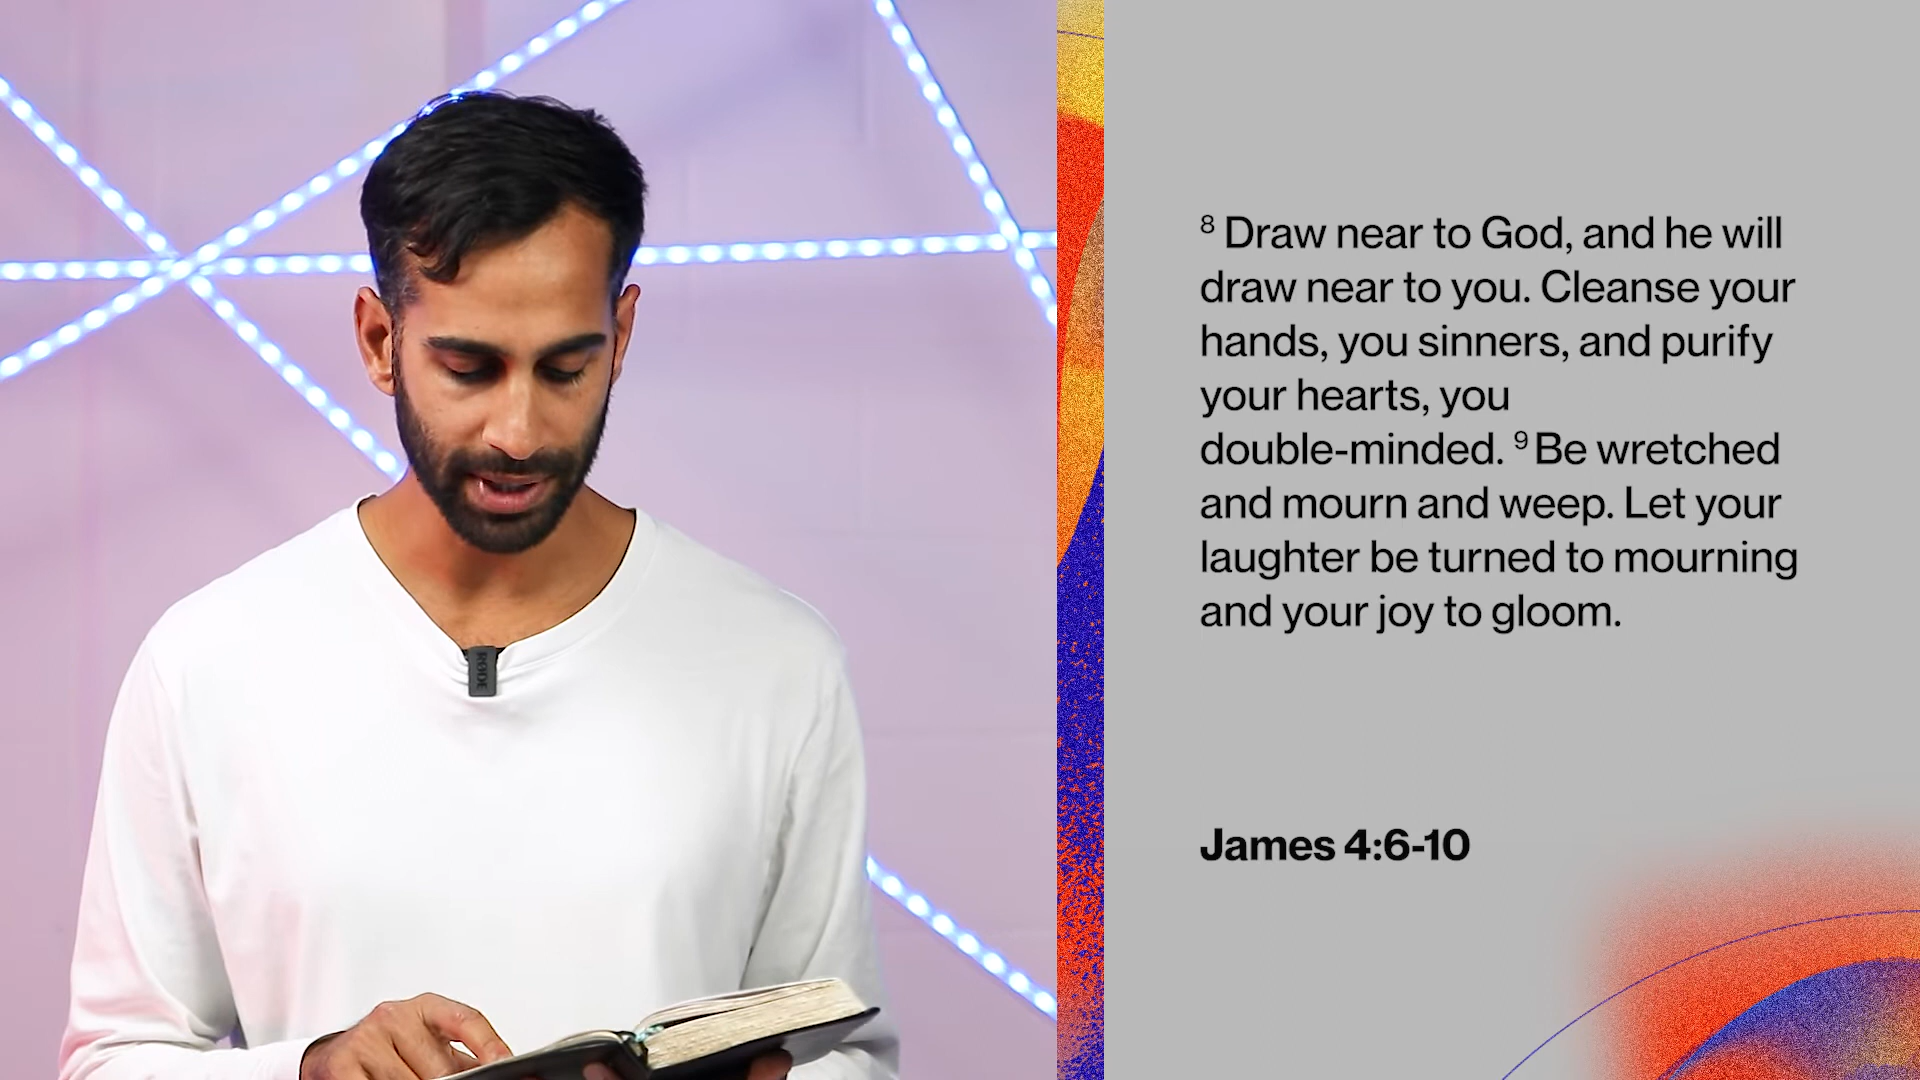 RØDE
⁸ Draw near to God, and he will
draw near to you. Cleanse your
hands, you sinners, and purify
your hearts, you
double-minded. ⁹ Be wretched
and mourn and weep. Let your
laughter be turned to mourning
and your joy to gloom.
James 4:6-10